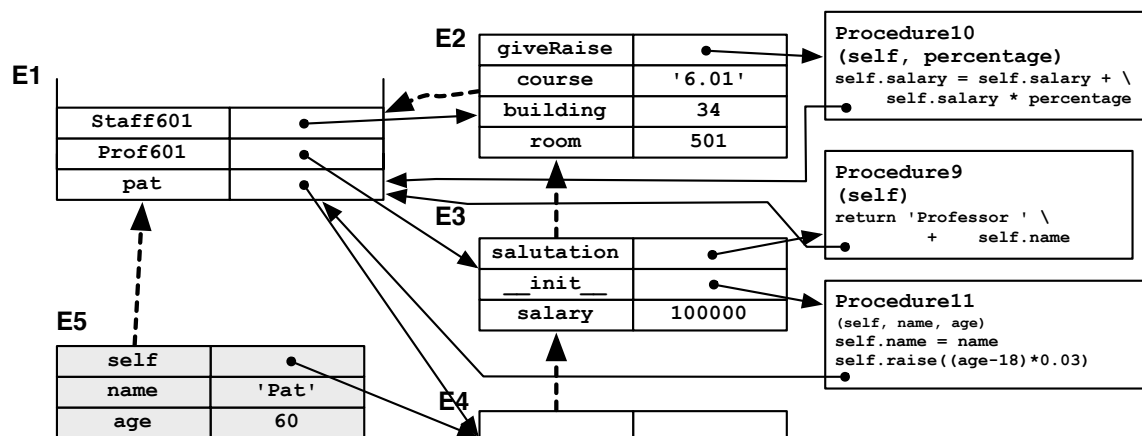 E1
Staff601
Prof601
pat
E2
giveRaise
course '6.01'
building 34
room 501
Procedure10
(self, percentage)
self.salary = self.salary + \
self.salary * percentage
E3
salutation
__init__
salary 100000
Procedure9
(self)
return 'Professor ' \
+ self.name
Procedure11
(self, name, age)
self.name = name
self.raise((age-18)*0.03)
E5
self
name 'Pat'
age 60
E4